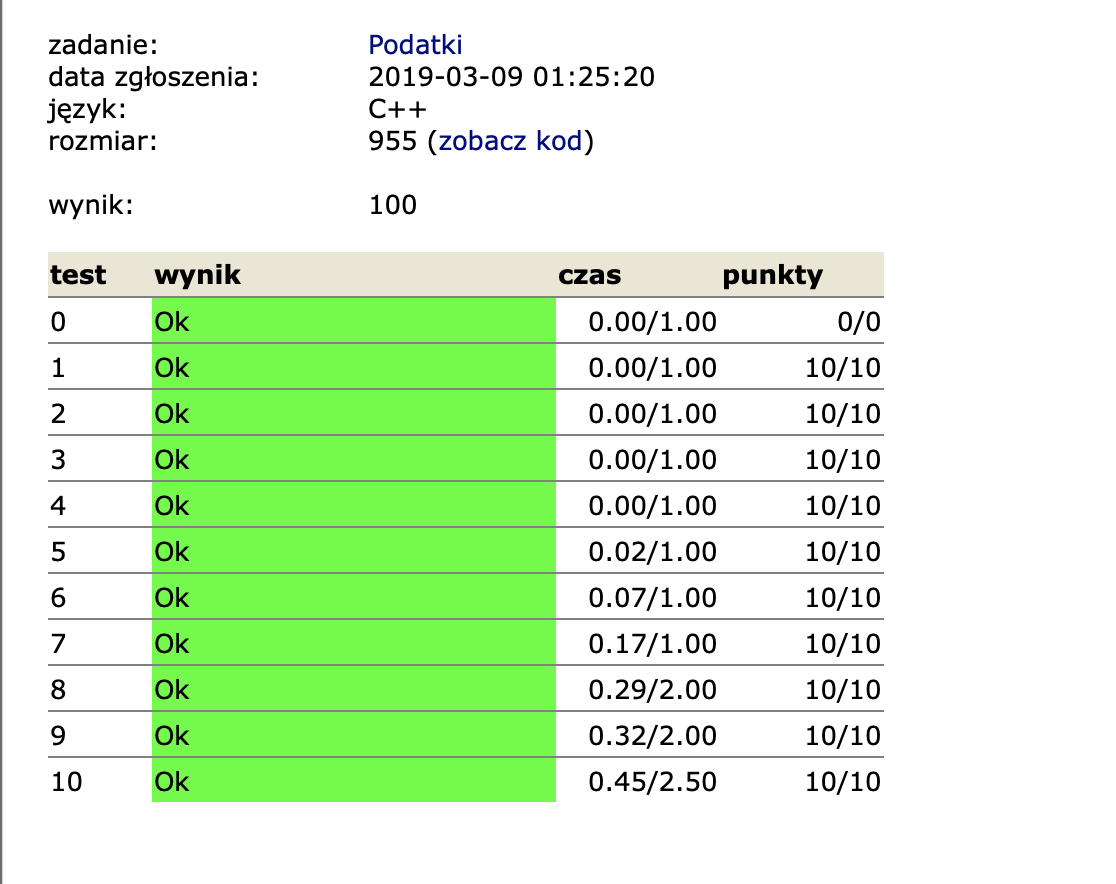 zadanie: Podatki
data zgłoszenia: 2019-03-09 01:25:20
język: C++
rozmiar: 955 (zobacz kod)
wynik: 100
test wynik czas punkty
0 Ok 0.00/1.00 0/0
1 Ok 0.00/1.00 10/10
2 Ok 0.00/1.00 10/10
3 Ok 0.00/1.00 10/10
4 Ok 0.00/1.00 10/10
5 Ok 0.02/1.00 10/10
6 Ok 0.07/1.00 10/10
7 Ok 0.17/1.00 10/10
8 Ok 0.29/2.00 10/10
9 Ok 0.32/2.00 10/10
10 Ok 0.45/2.50 10/10